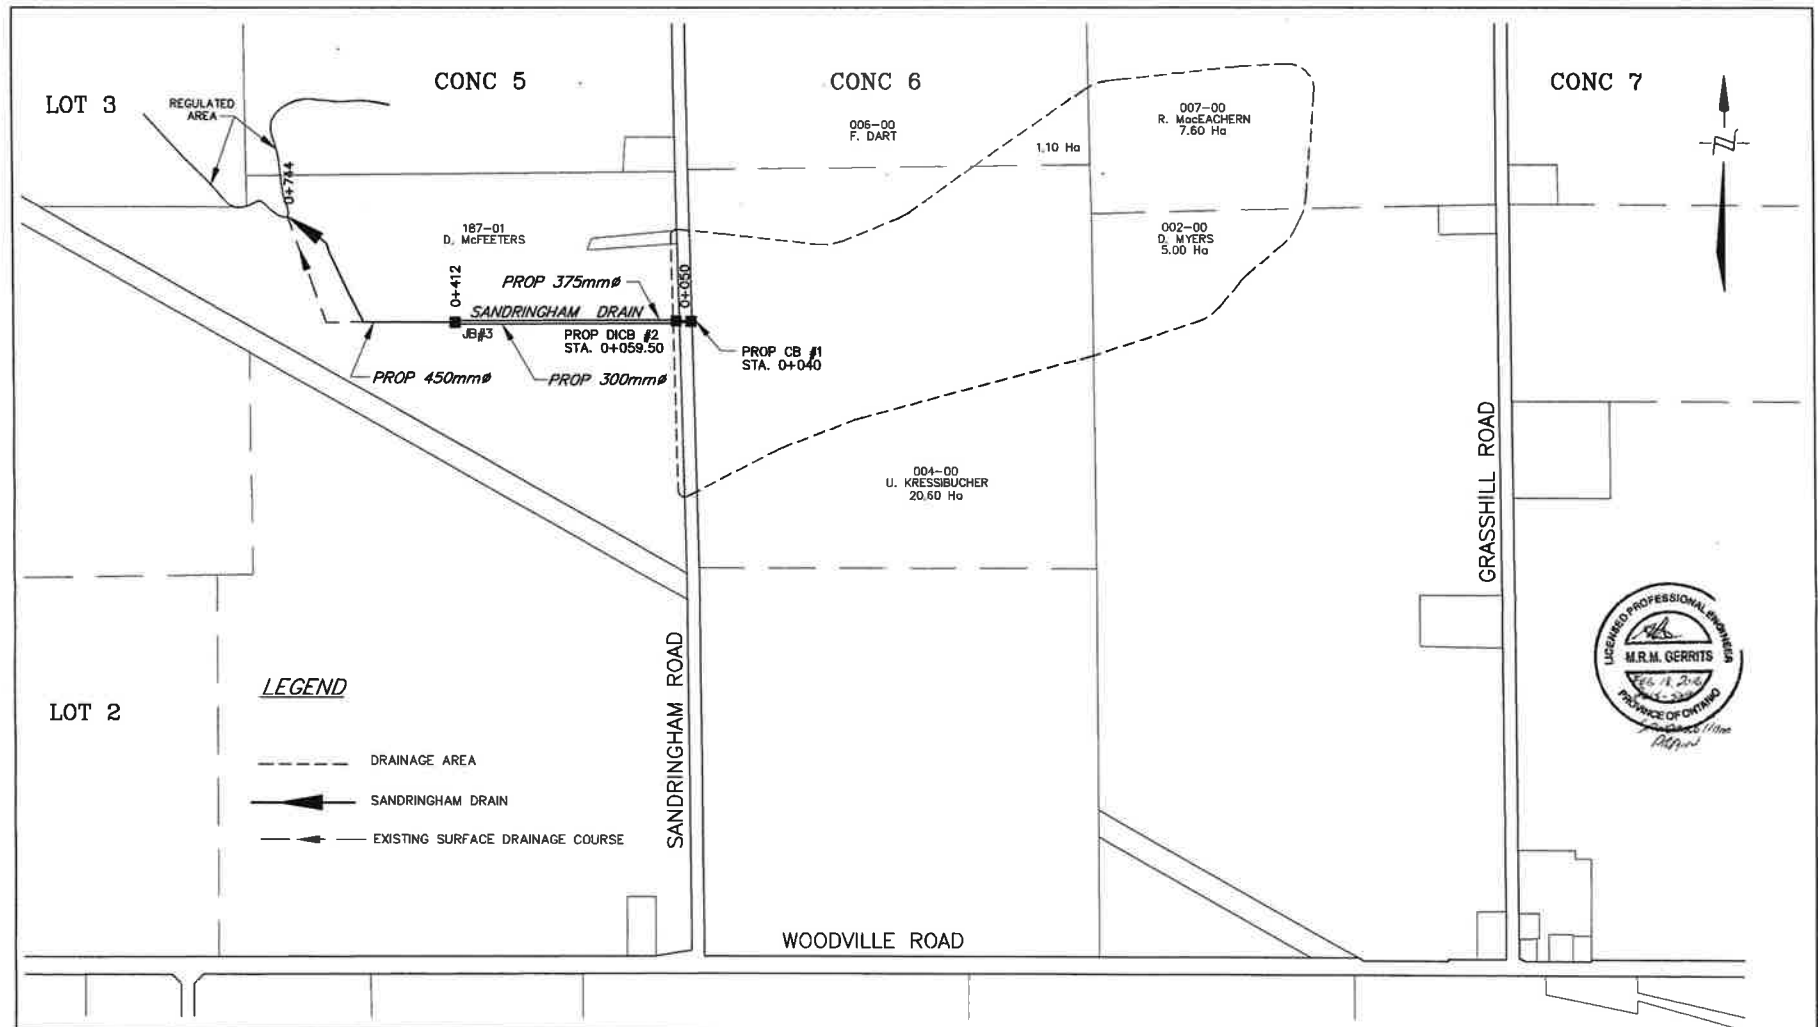 CONC 5
CONC 6
CONC 7
LOT 3
REGULATED
AREA
006-00
F. DART
007-00
R. MacEACHERN
7.60 Ha
1.10 Ha
N
0+744
187-01
D. McFEETERS
002-00
D. MYERS
5.00 Ha
0+412
PROP 375mmø
0+050
SANDRINGHAM DRAIN
JB#3
PROP DICB #2
STA. 0+059.50
PROP CB #1
STA. 0+040
PROP 450mmø
PROP 300mmø
004-00
U. KRESSIBUCHER
20.60 Ha
GRASSHILL ROAD
SANDRINGHAM ROAD
LOT 2
LEGEND
DRAINAGE AREA
SANDRINGHAM DRAIN
EXISTING SURFACE DRAINAGE COURSE
WOODVILLE ROAD
LICENSED PROFESSIONAL ENGINEER
M.R.M. GERRITS
PROVINCE OF ONTARIO